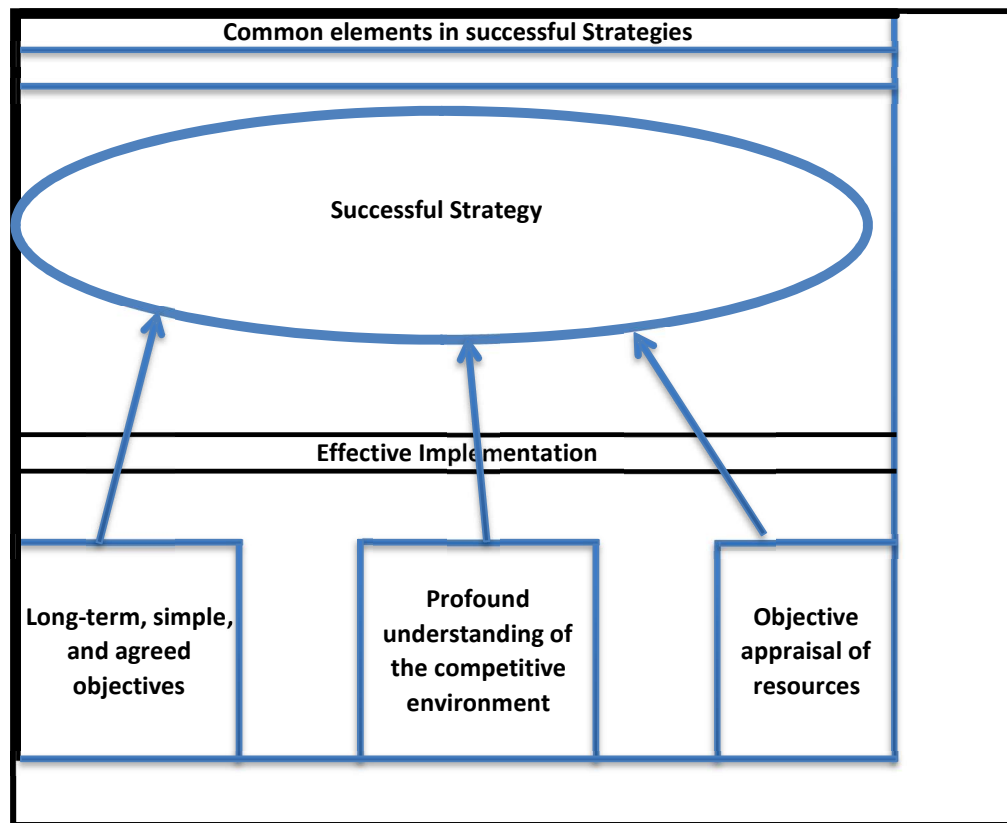 Common elements in successful Strategies
Successful Strategy
Effective Implementation
Long-term, simple,
and agreed
objectives
Profound
understanding of
the competitive
environment
Objective
appraisal of
resources